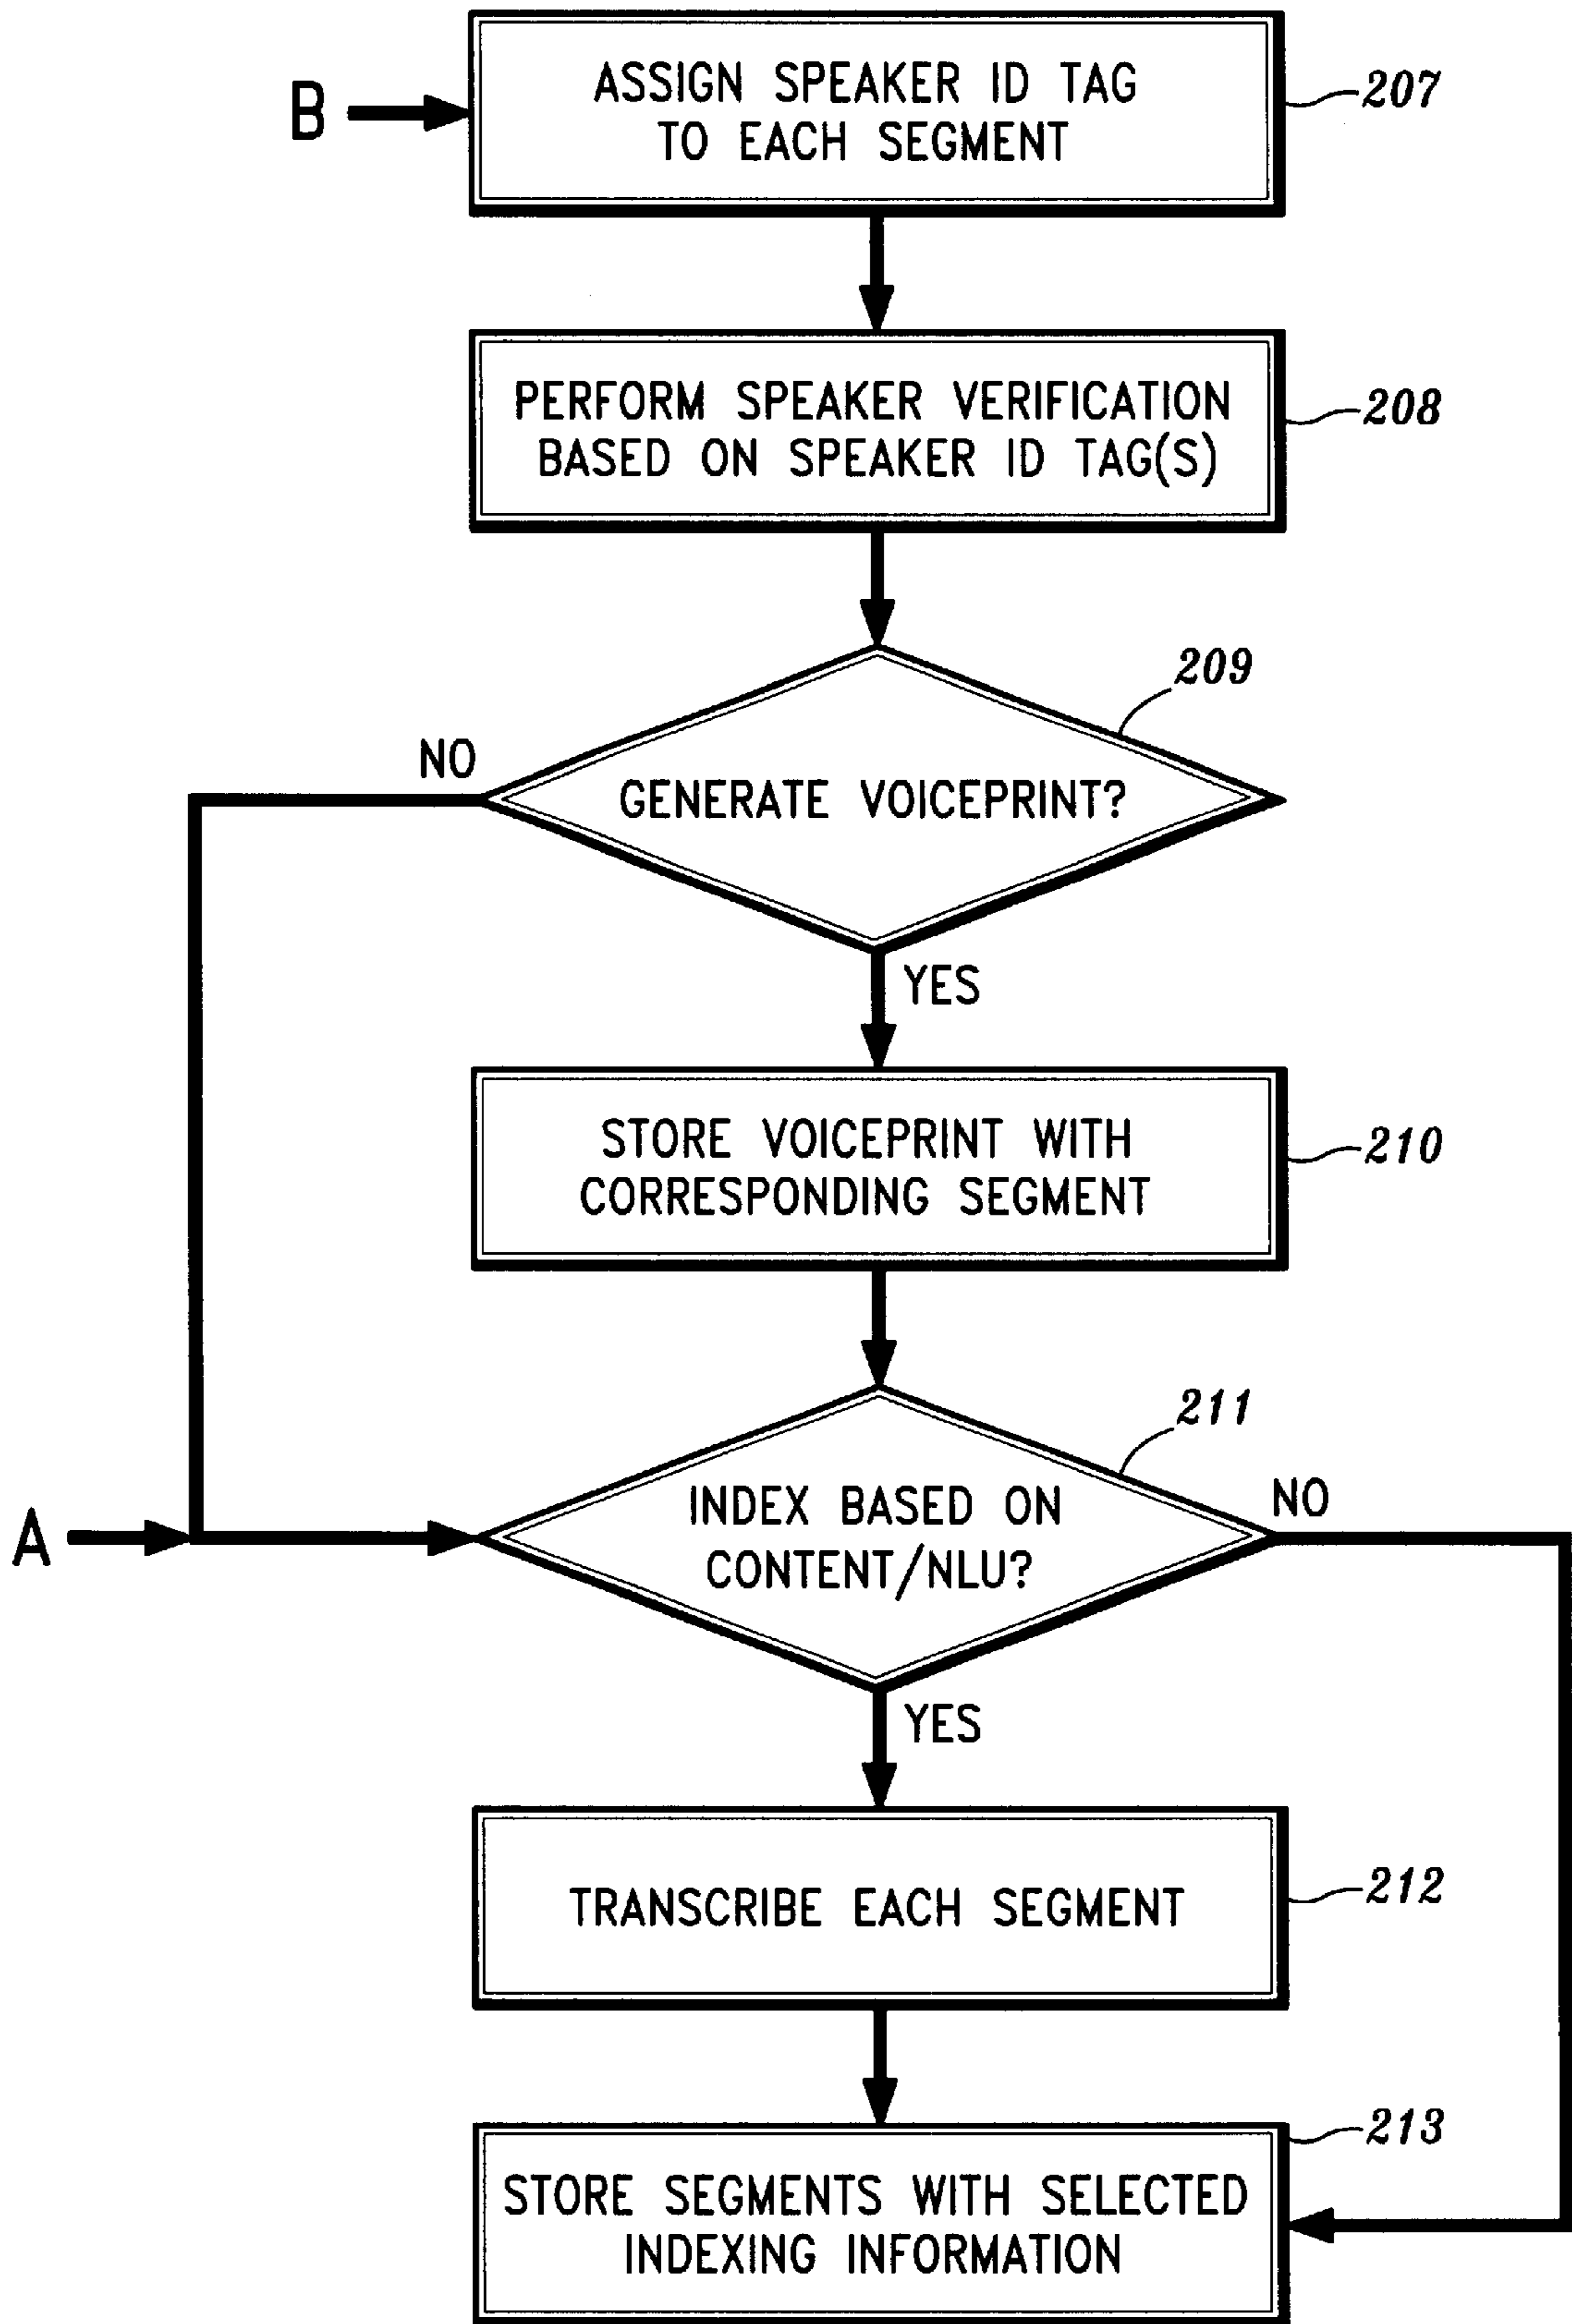 B
ASSIGN SPEAKER ID TAG
TO EACH SEGMENT
207
PERFORM SPEAKER VERIFICATION
BASED ON SPEAKER ID TAG(S)
208
209
NO
GENERATE VOICEPRINT?
YES
STORE VOICEPRINT WITH
CORRESPONDING SEGMENT
210
211
A
INDEX BASED ON
CONTENT/NLU?
NO
YES
TRANSCRIBE EACH SEGMENT
212
213
STORE SEGMENTS WITH SELECTED
INDEXING INFORMATION